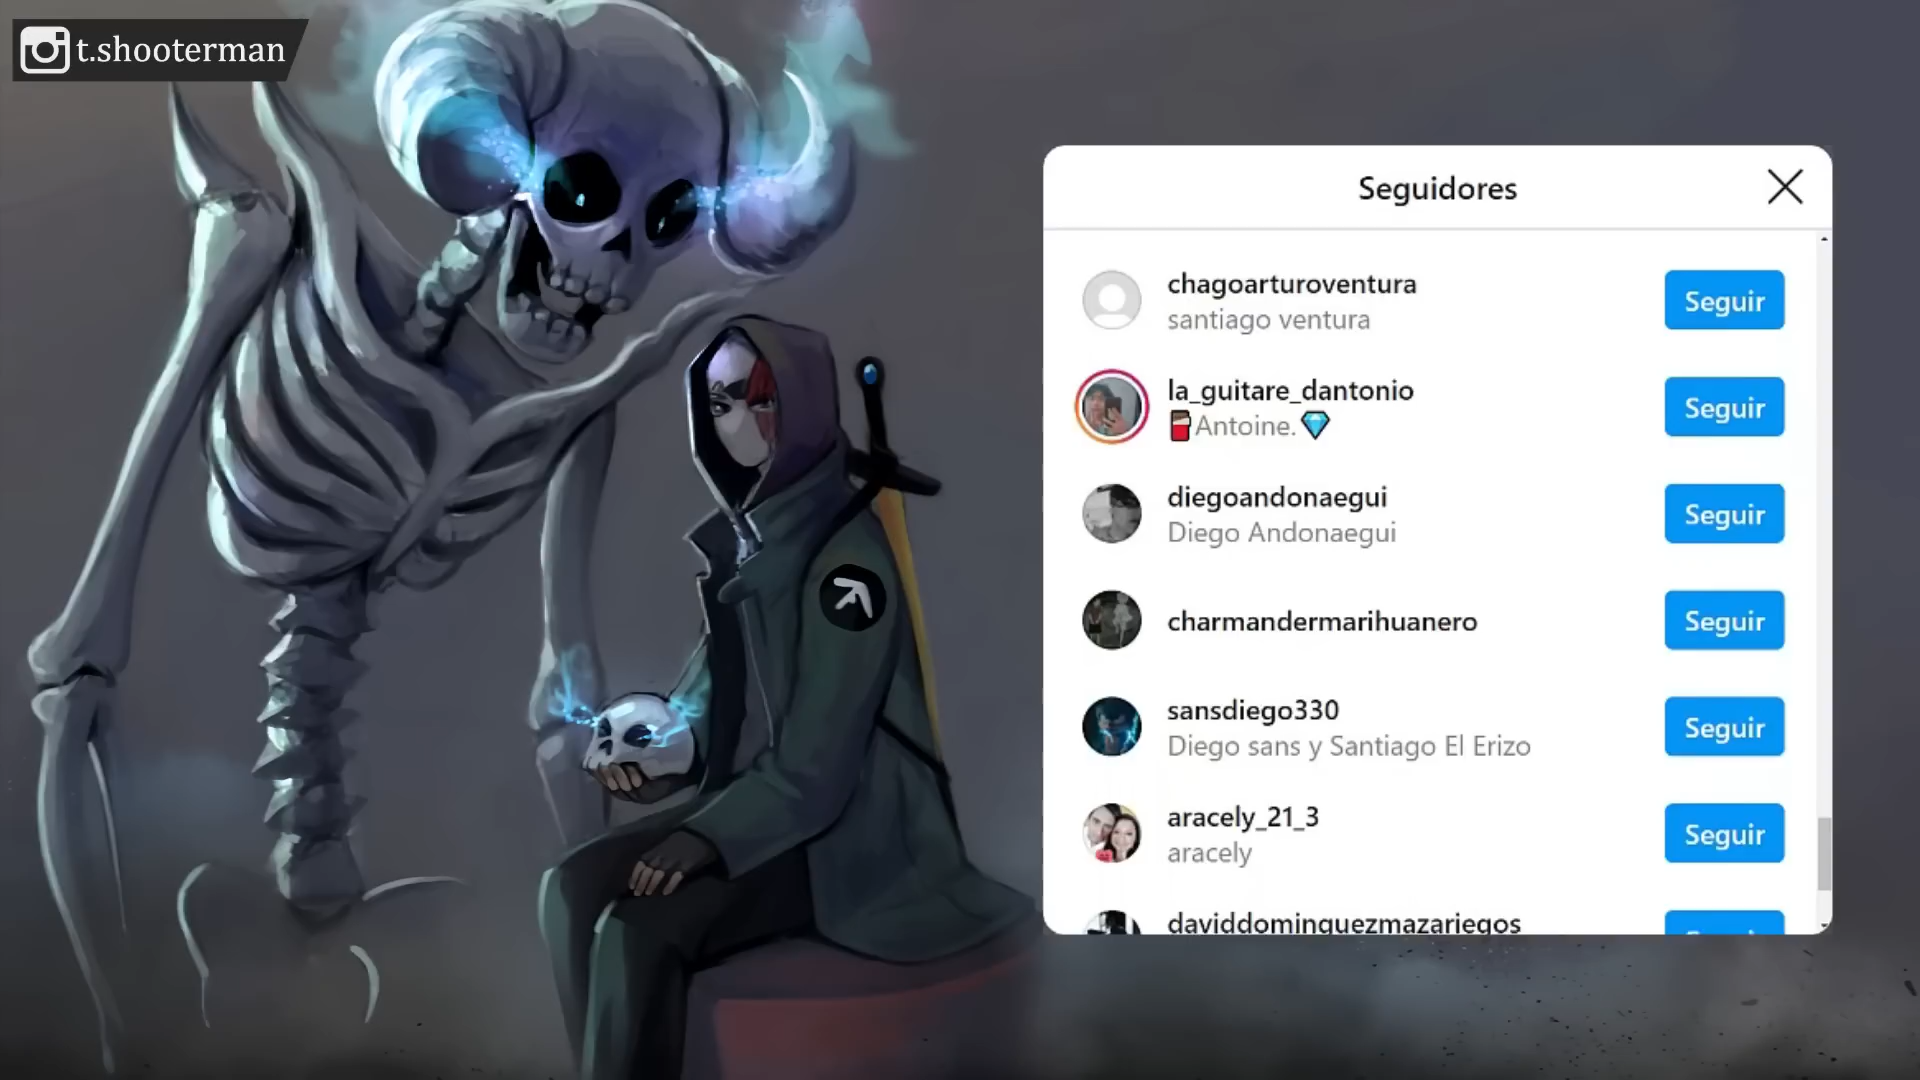 t.shooterman
Seguidores
chagoarturoventura
santiago ventura
Seguir
la_guitare_dantonio
Antoine.
Seguir
diegoandonaegui
Diego Andonaegui
Seguir
charmandermarihuanero
Seguir
sansdiego330
Diego sans y Santiago El Erizo
Seguir
aracely_21_3
aracely
Seguir
daviddominguezmazariegos